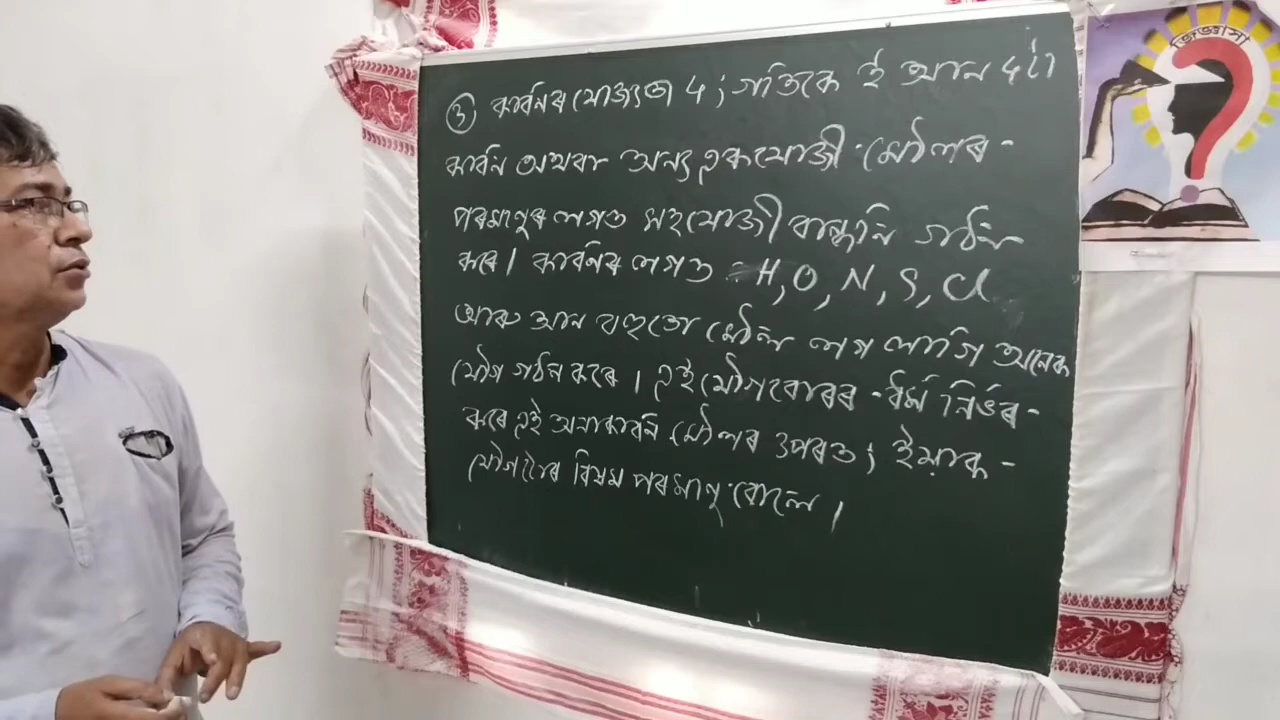 জিজ্ঞাসা
③ কাৰ্বনৰ যোজ্যতা 4; গতিকে ই আন 4টা
কাৰ্বন অথবা অন্য একযোজী মৌলৰ -
পৰমাণুৰ লগত সহযোজী বান্ধনি গঠন
কৰে। কাৰ্বনৰ লগত H, O, N, S, Cl
আৰু আন বহুতো মৌল লগ লাগি অনেক
যৌগ গঠন কৰে। এই যৌগবোৰৰ ধৰ্ম নিৰ্ভৰ -
কৰে এই অনাকাৰ্বন মৌলৰ ওপৰত; ইয়াক -
যৌগটোৰ বিষম পৰমাণু বোলে।